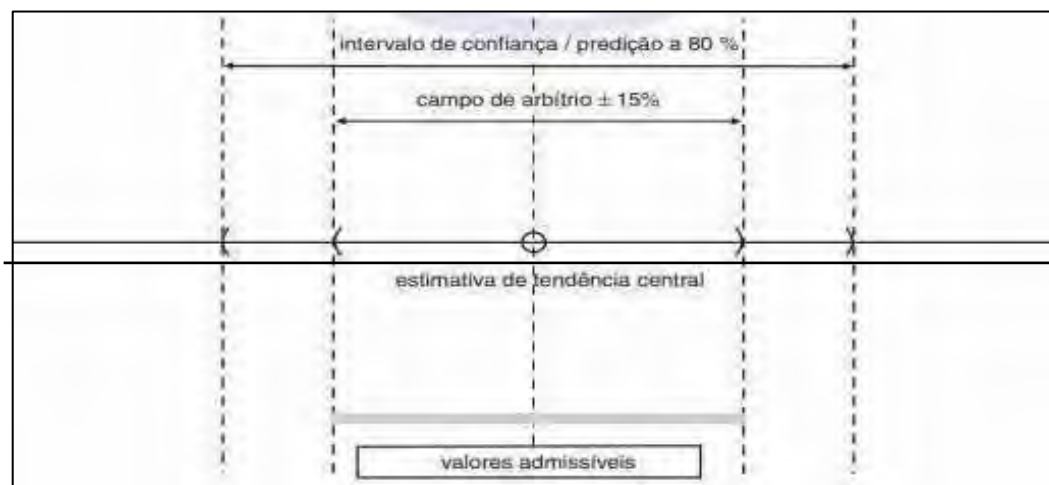 intervalo de confiança / predição a 80 %
campo de arbítrio ± 15%
estimativa de tendência central
valores admissíveis